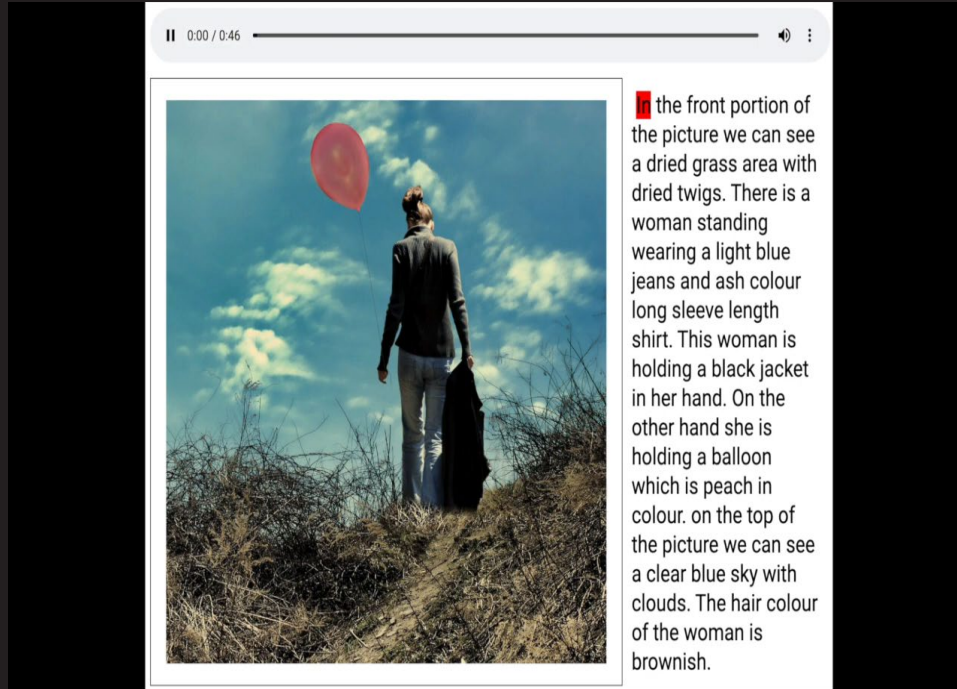 0:00 / 0:46
In the front portion of
the picture we can see
a dried grass area with
dried twigs. There is a
woman standing
wearing a light blue
jeans and ash colour
long sleeve length
shirt. This woman is
holding a black jacket
in her hand. On the
other hand she is
holding a balloon
which is peach in
colour. on the top of
the picture we can see
a clear blue sky with
clouds. The hair colour
of the woman is
brownish.